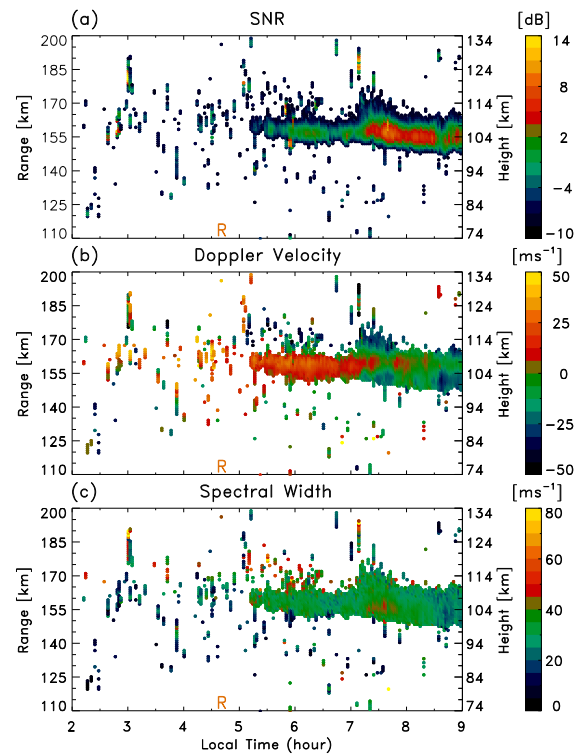 (a) SNR [dB]
200 134 14
185 124
170 114 8
155 104 2
140 94 −4
125 84
110 74 −10
Range [km] Height [km]
R
(b) Doppler Velocity [ms−1]
200 134 50
185 124
170 114 25
155 104 0
140 94 −25
125 84
110 74 −50
Range [km] Height [km]
R
(c) Spectral Width [ms−1]
200 134 80
185 124
170 114 60
155 104 40
140 94 20
125 84
110 74 0
Range [km] Height [km]
R
2 3 4 5 6 7 8 9
Local Time (hour)